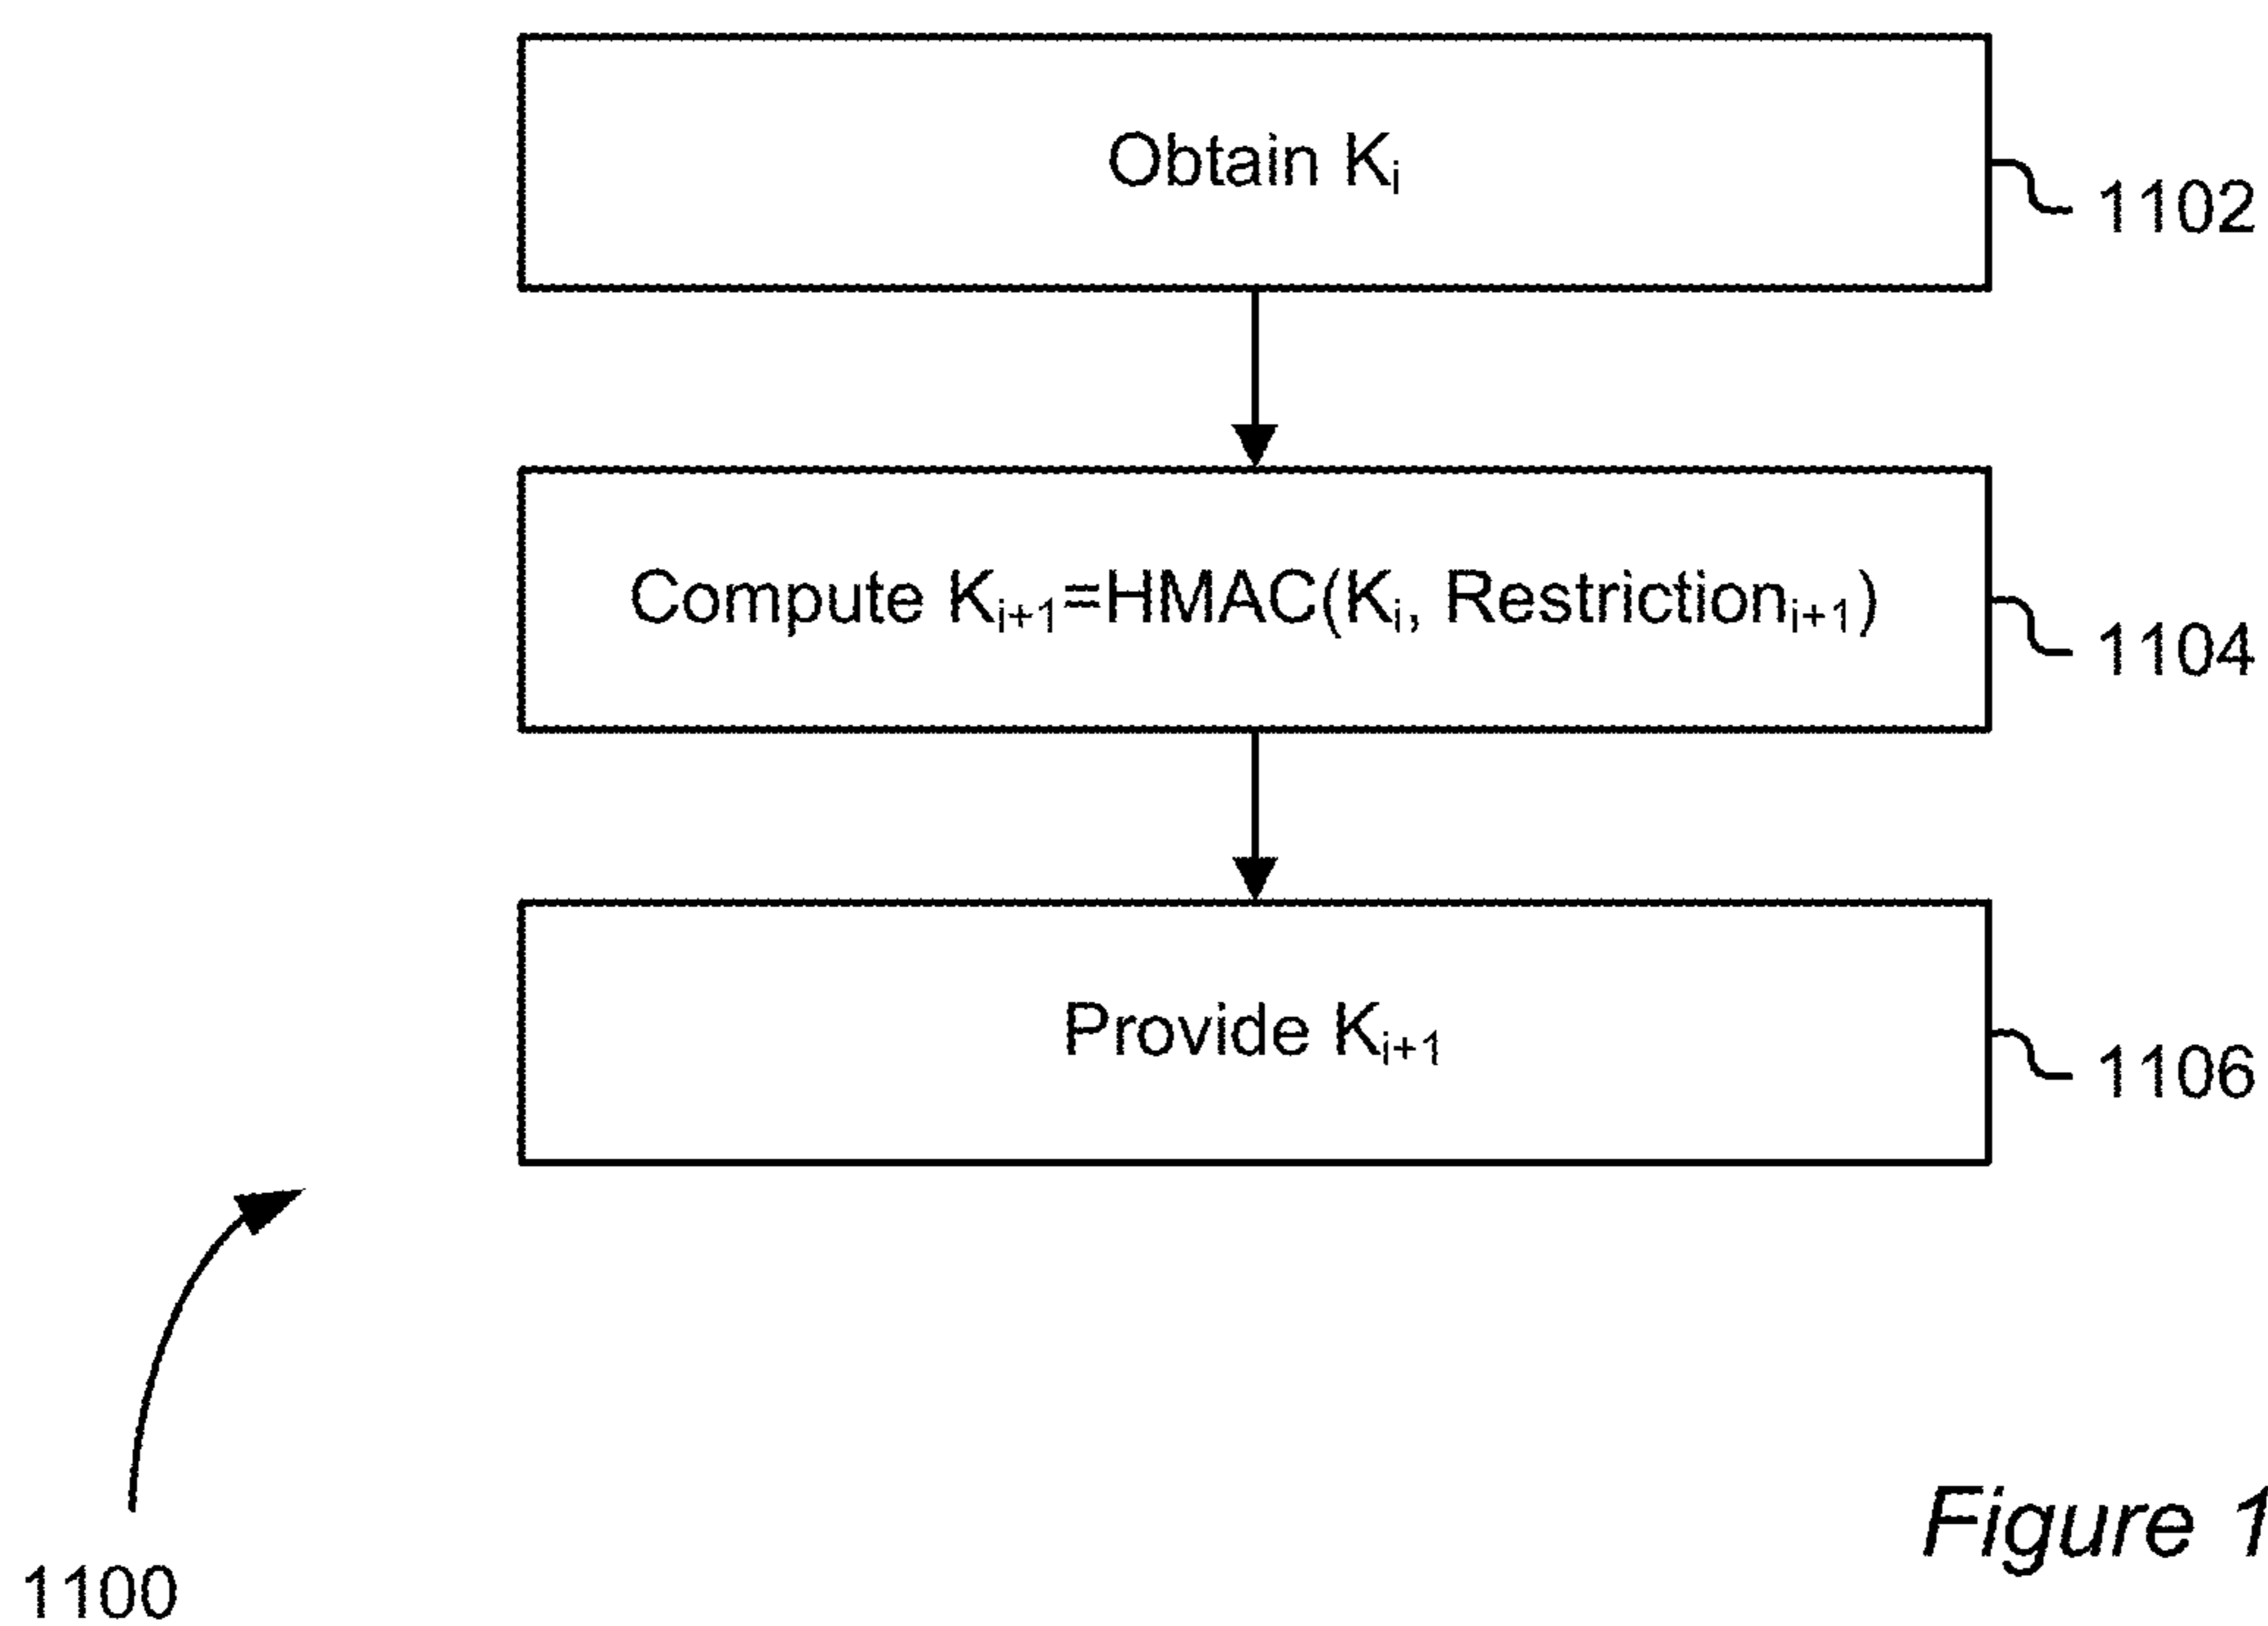 Obtain Kᵢ
1102
Compute Kᵢ₊₁=HMAC(Kᵢ, Restrictionᵢ₊₁)
1104
Provide Kᵢ₊₁
1106
1100
Figure 1